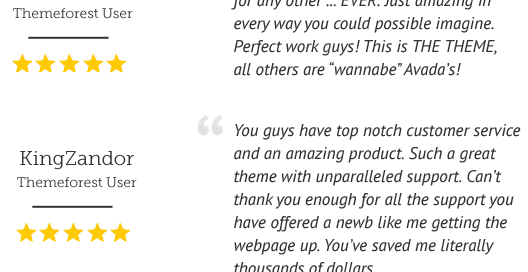 Themeforest User
for any other ... EVER. Just amazing in
every way you could possible imagine.
Perfect work guys! This is THE THEME,
all others are “wannabe” Avada’s!
KingZandor
Themeforest User
“
You guys have top notch customer service
and an amazing product. Such a great
theme with unparalleled support. Can’t
thank you enough for all the support you
have offered a newb like me getting the
webpage up. You’ve saved me literally
thousands of dollars